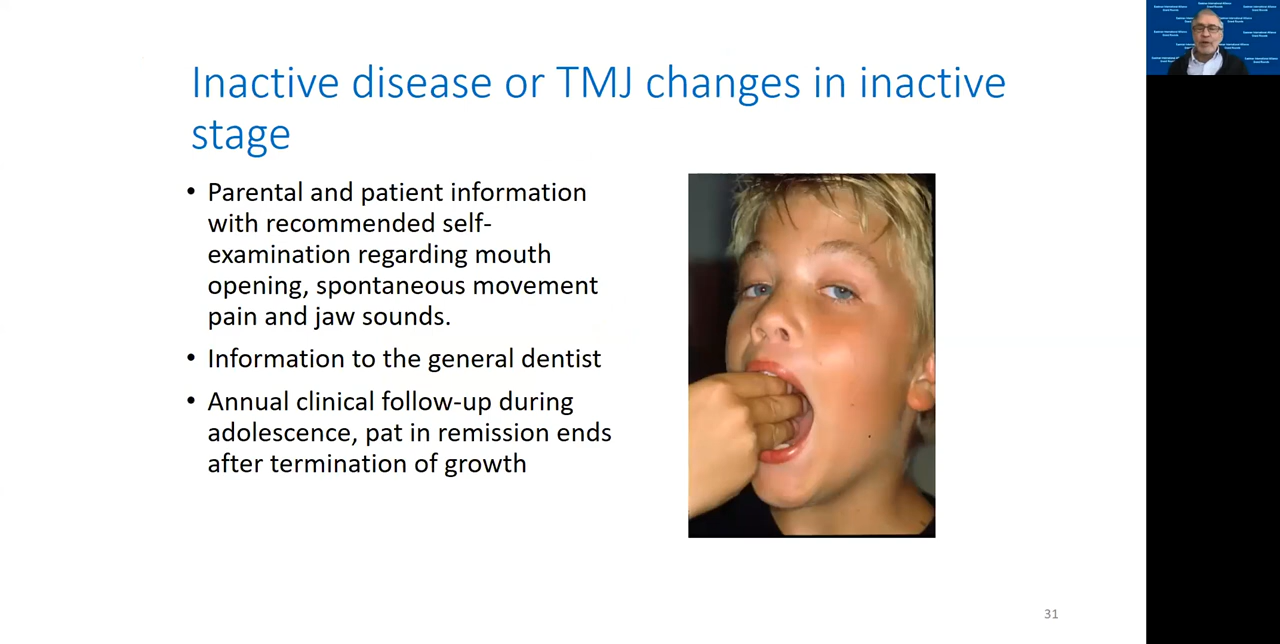 Inactive disease or TMJ changes in inactive
stage
• Parental and patient information
with recommended self-
examination regarding mouth
opening, spontaneous movement
pain and jaw sounds.
• Information to the general dentist
• Annual clinical follow-up during
adolescence, pat in remission ends
after termination of growth
31